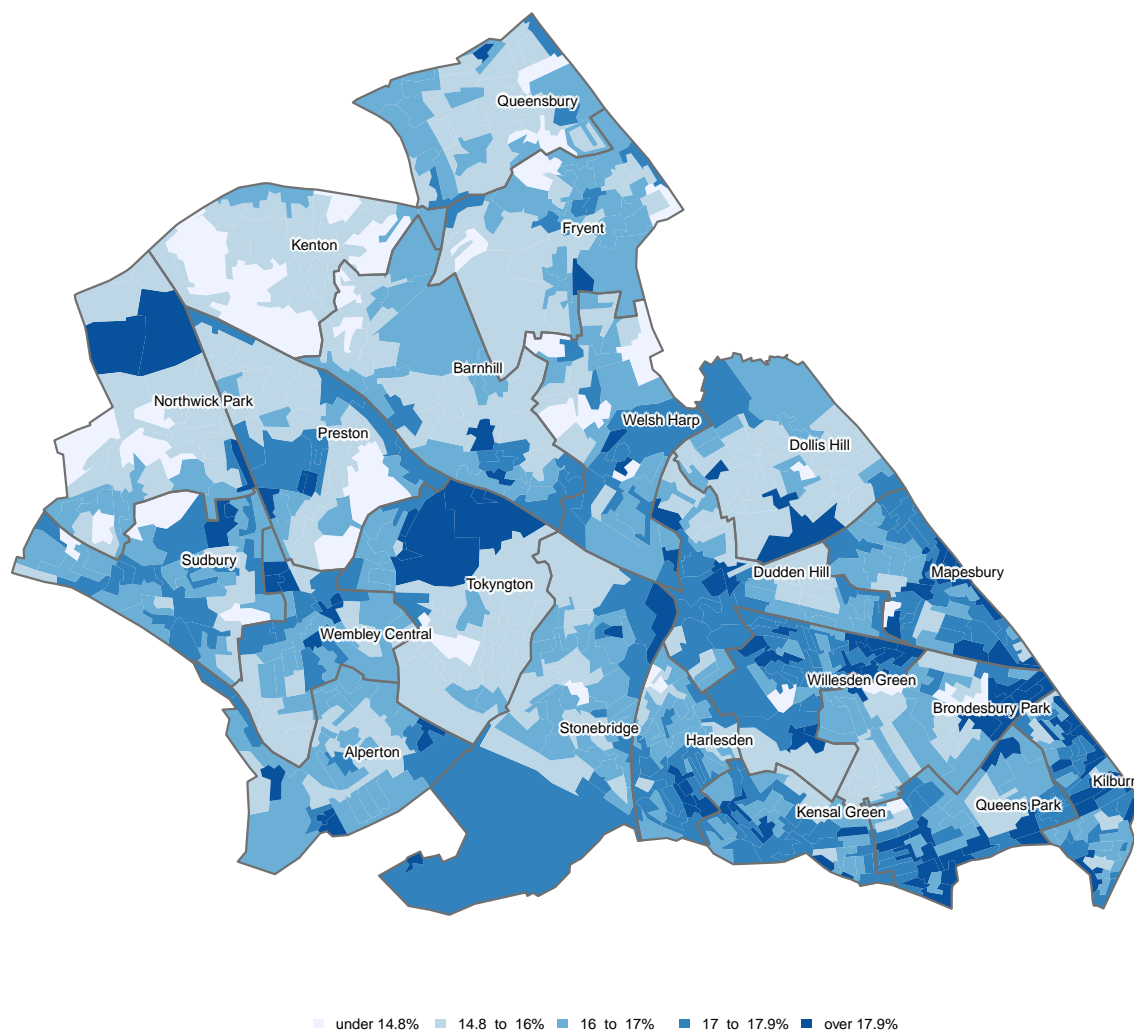 Queensbury
Fryent
Kenton
Barnhill
Northwick Park
Welsh Harp
Preston
Dollis Hill
Sudbury
Dudden Hill
Mapesbury
Tokyngton
Wembley Central
Willesden Green
Brondesbury Park
Stonebridge
Harlesden
Alperton
Kilburn
Queens Park
Kensal Green
under 14.8% 14.8 to 16% 16 to 17% 17 to 17.9% over 17.9%